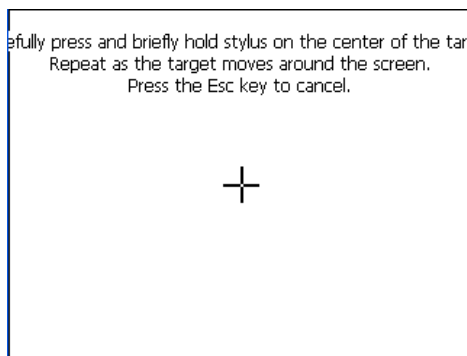 efully press and briefly hold stylus on the center of the tar
Repeat as the target moves around the screen.
Press the Esc key to cancel.